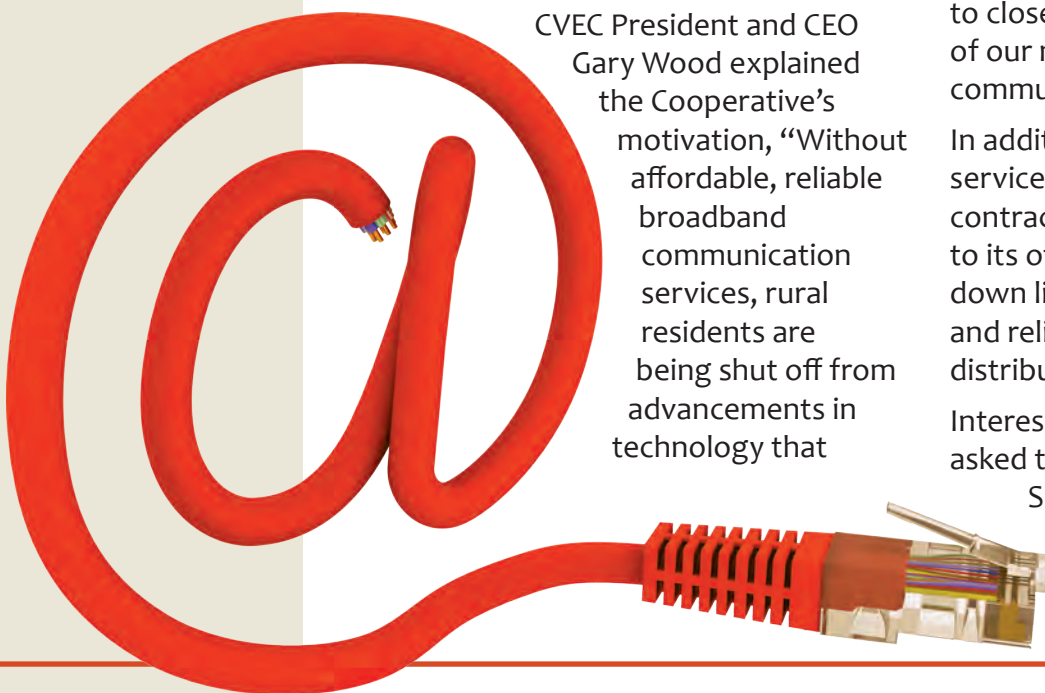 CVEC President and CEO
Gary Wood explained
the Cooperative’s
motivation, “Without
affordable, reliable
broadband
communication
services, rural
residents are
being shut off from
advancements in
technology that
to close
of our
commu
In addit
service
contrac
to its
down
and reli
distribu
Interes
asked
S